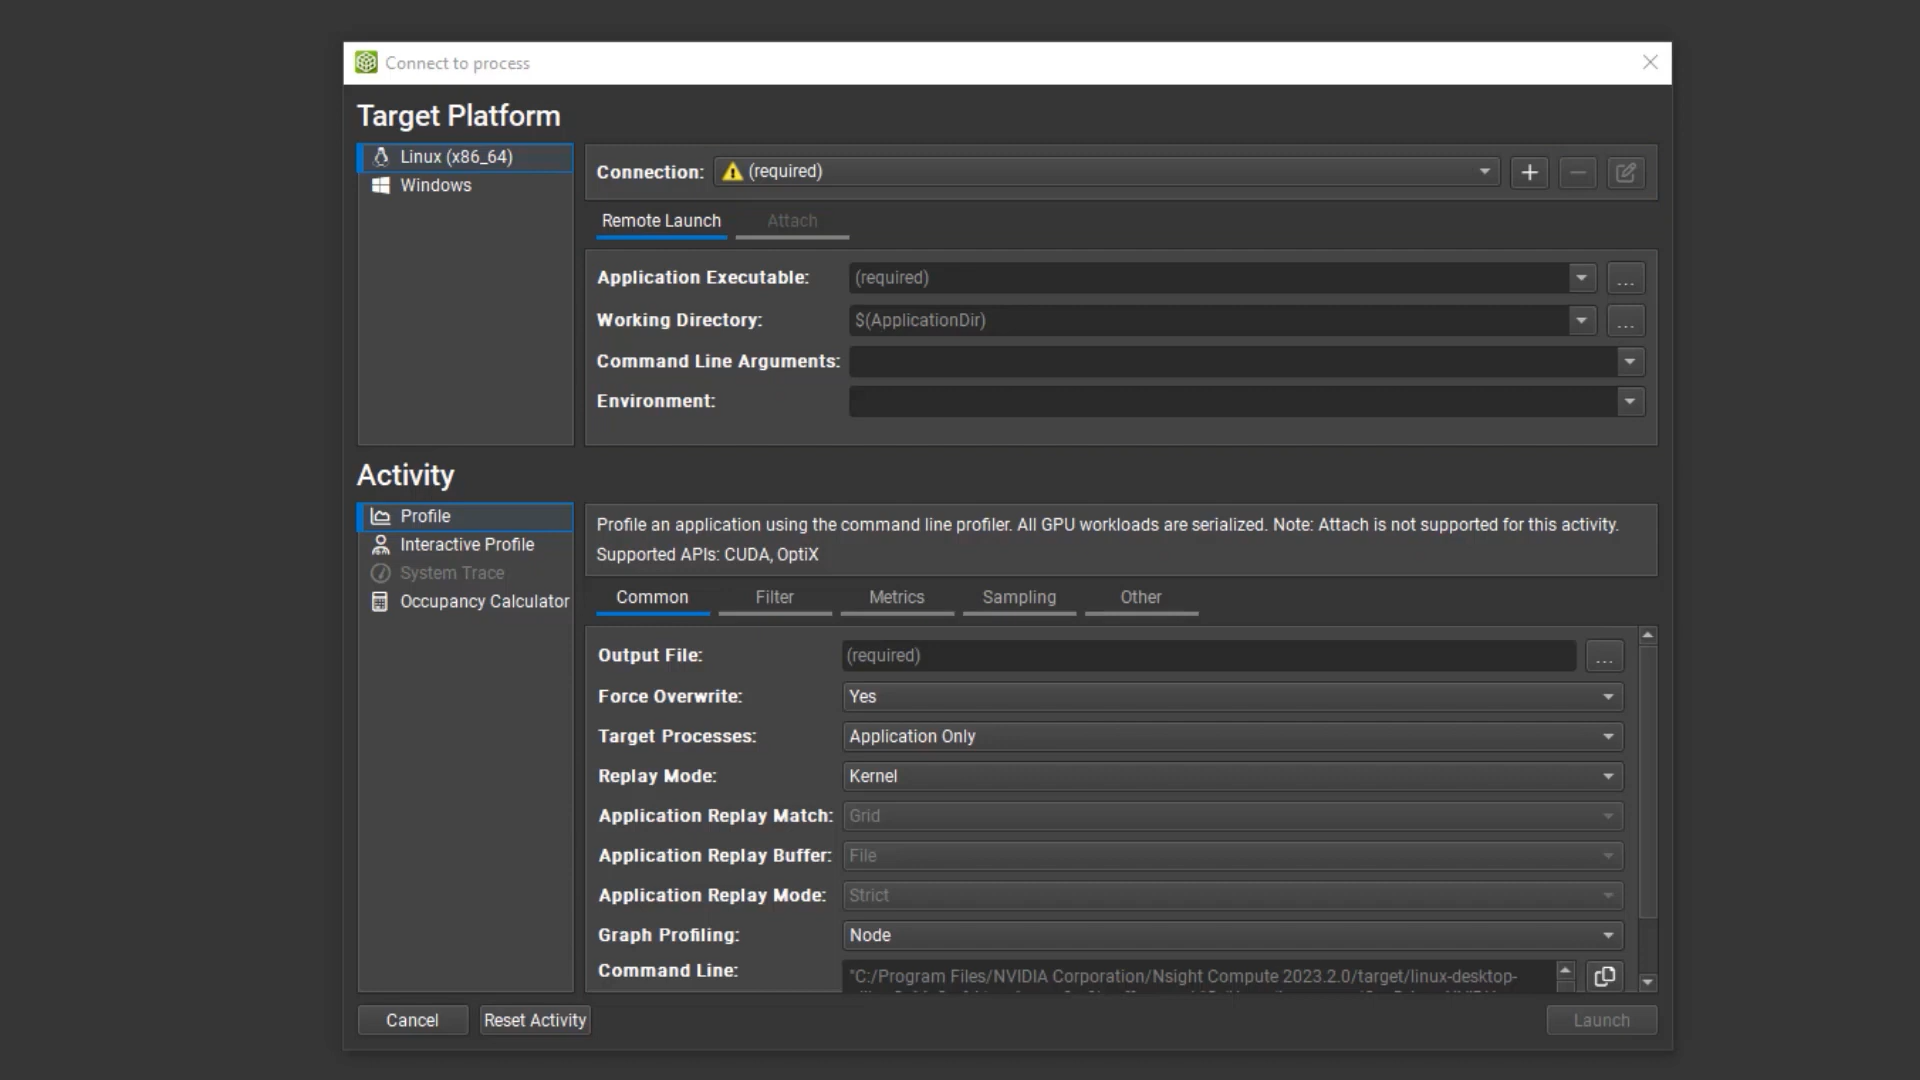 Connect to process
Target Platform
Linux (x86_64)
Windows
Connection: (required)
Remote Launch Attach
Application Executable: (required) ...
Working Directory: $(ApplicationDir) ...
Command Line Arguments:
Environment:
Activity
Profile
Interactive Profile
System Trace
Occupancy Calculator
Profile an application using the command line profiler. All GPU workloads are serialized. Note: Attach is not supported for this activity.
Supported APIs: CUDA, OptiX
Common Filter Metrics Sampling Other
Output File: (required) ...
Force Overwrite: Yes
Target Processes: Application Only
Replay Mode: Kernel
Application Replay Match: Grid
Application Replay Buffer: File
Application Replay Mode: Strict
Graph Profiling: Node
Command Line: "C:/Program Files/NVIDIA Corporation/Nsight Compute 2023.2.0/target/linux-desktop-
Cancel Reset Activity Launch